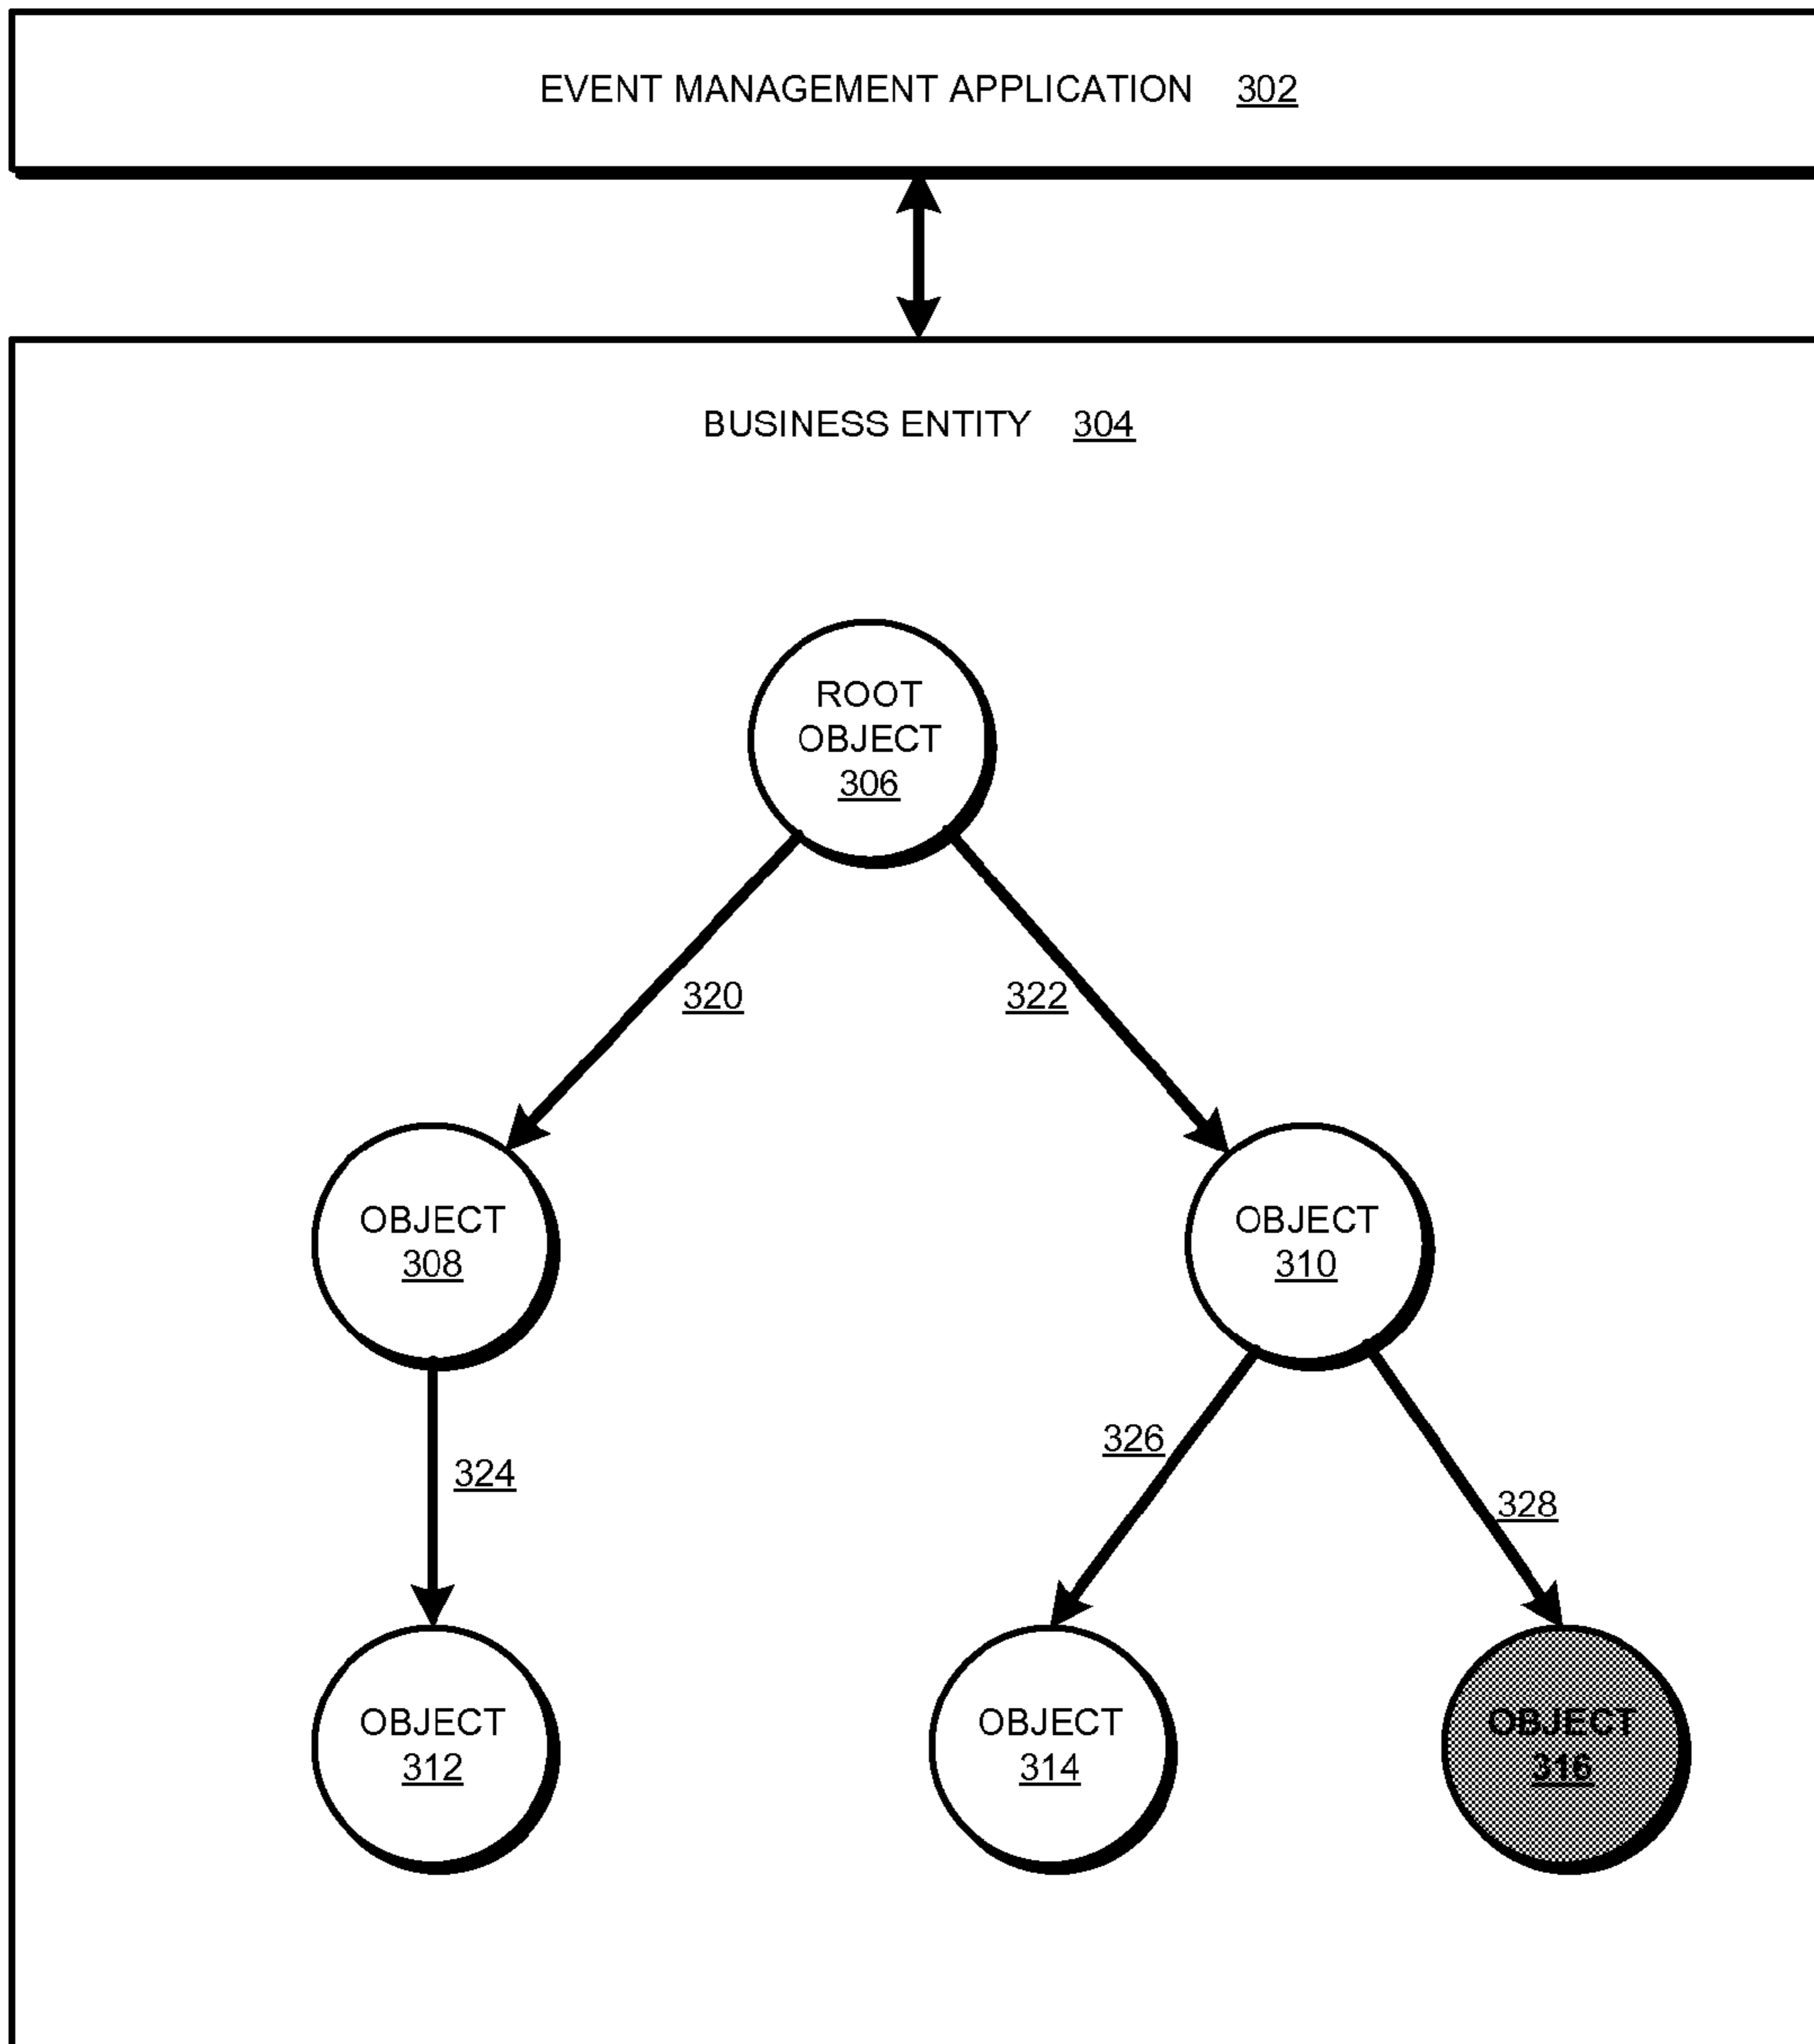 EVENT MANAGEMENT APPLICATION 302
BUSINESS ENTITY 304
ROOT
OBJECT
306
320
322
OBJECT
308
OBJECT
310
326
324
328
OBJECT
312
OBJECT
314
OBJECT
316